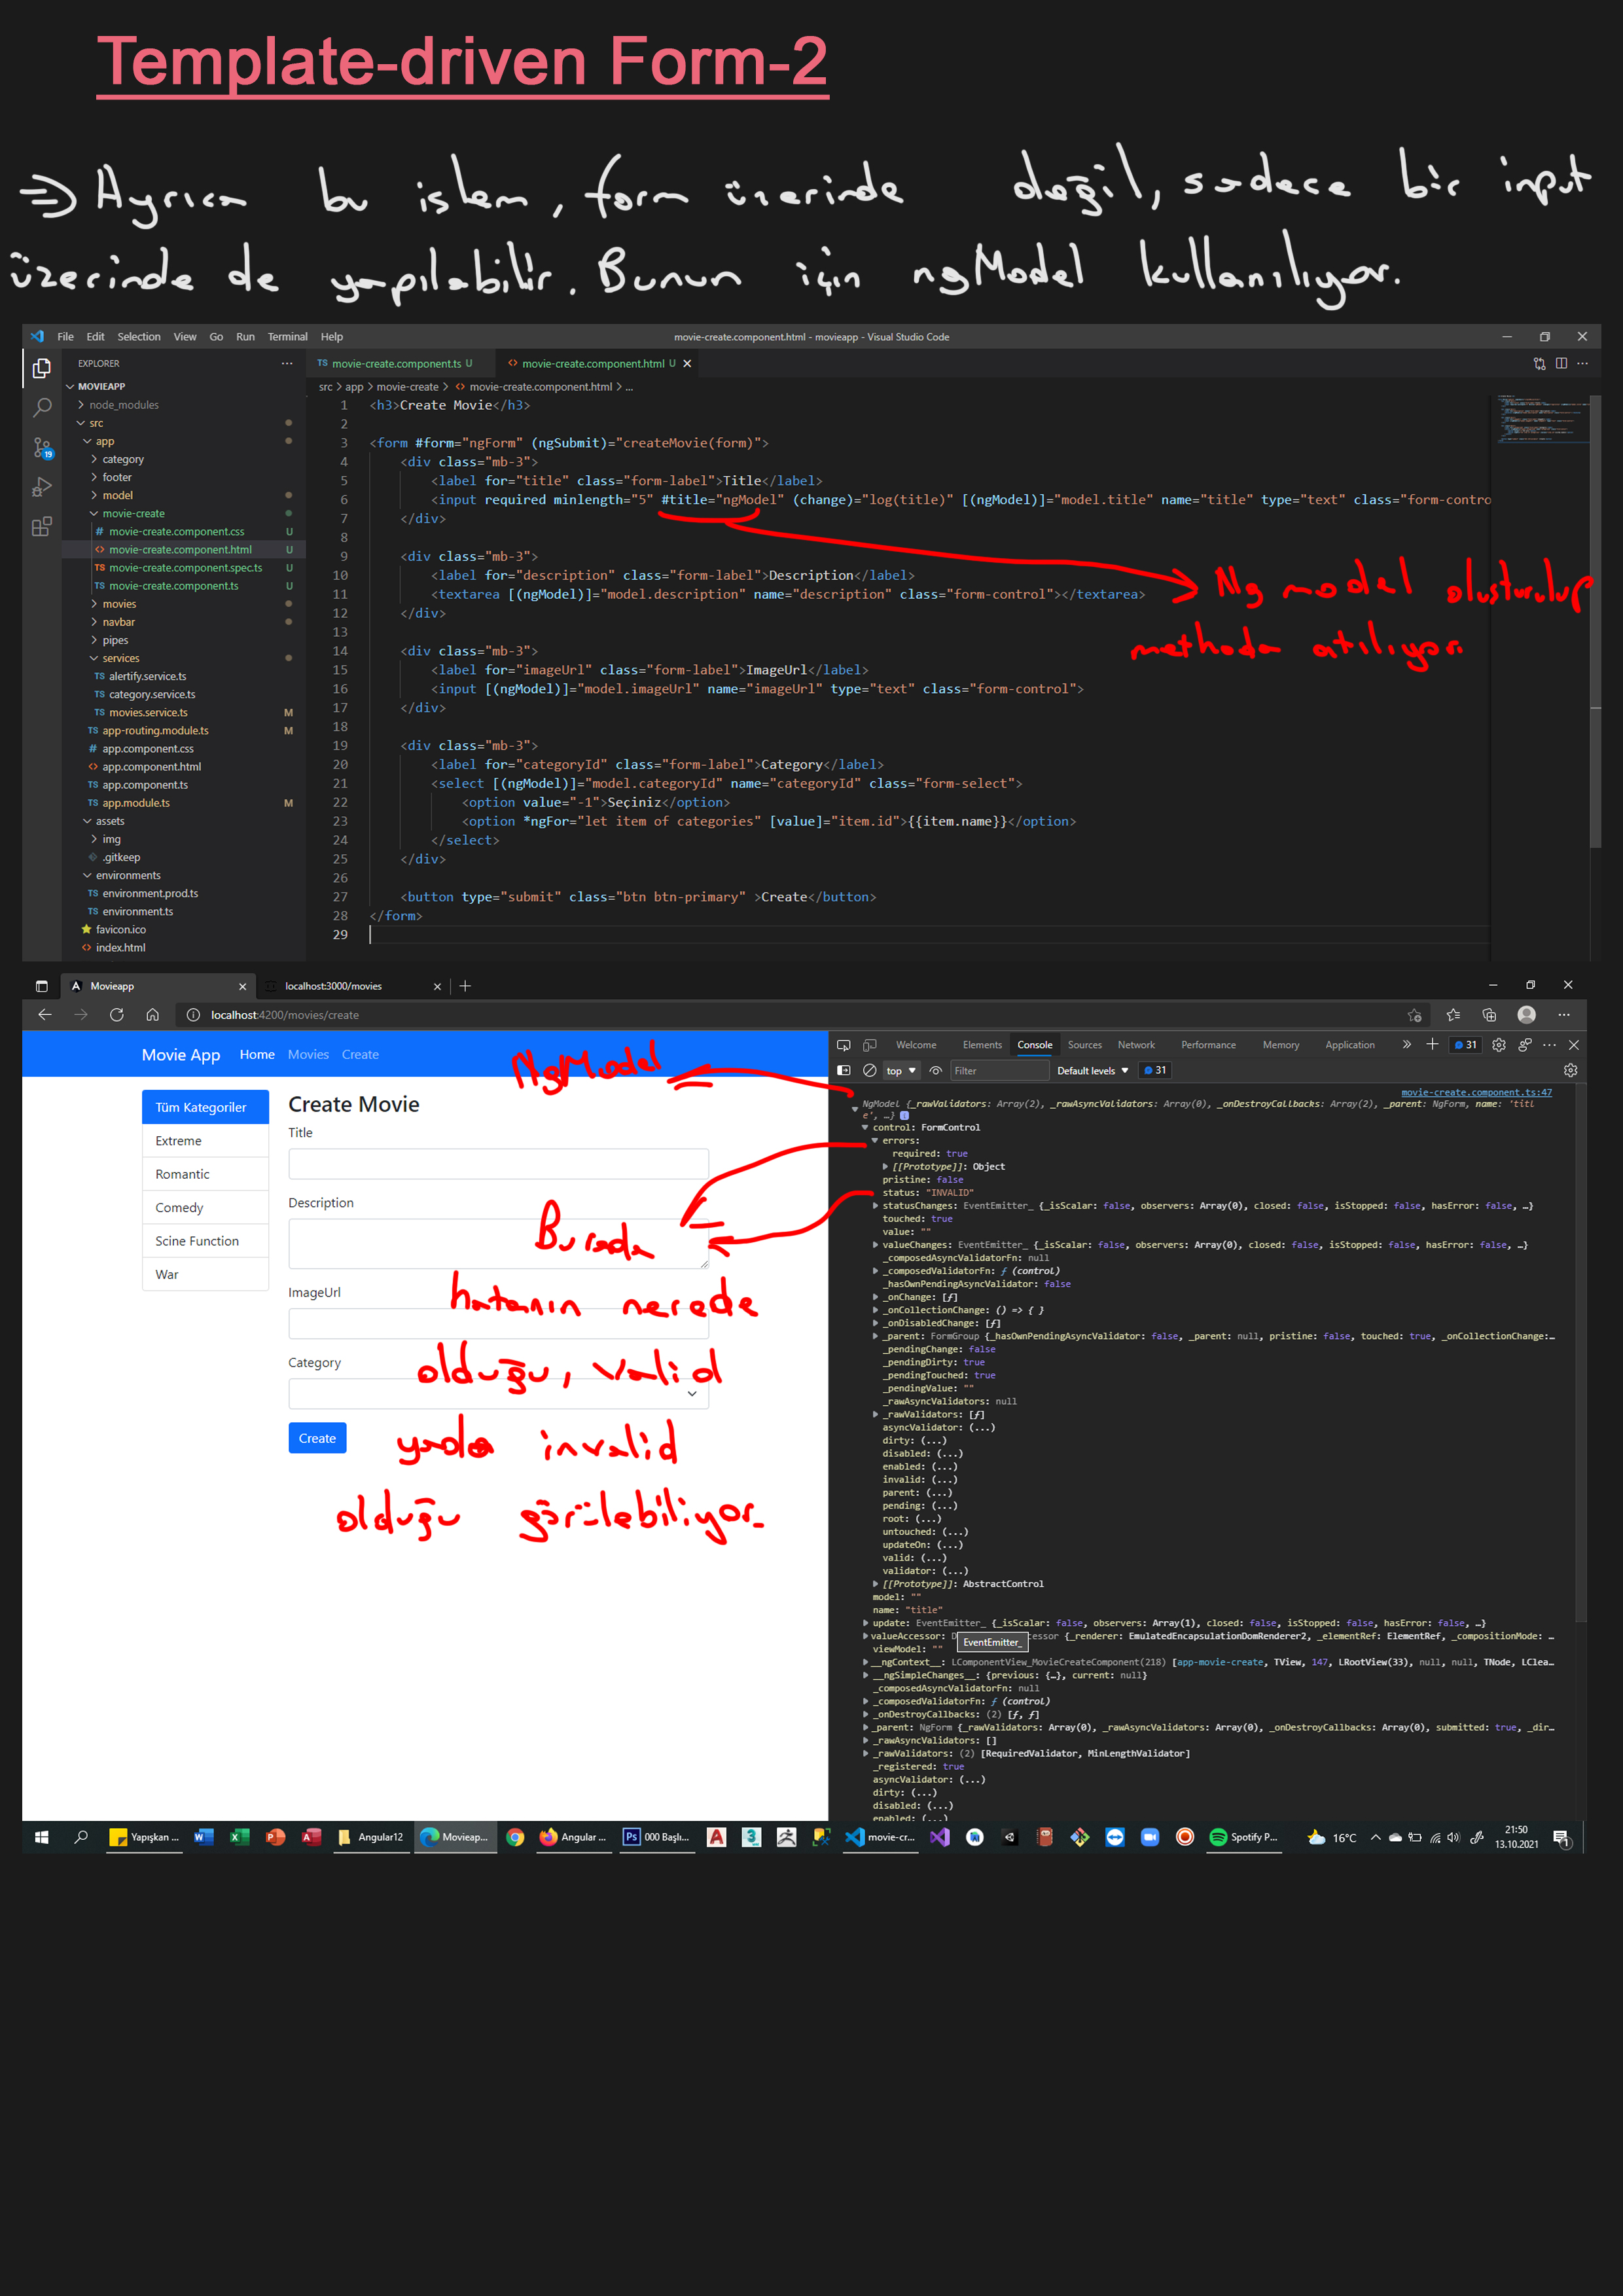 Template-driven Form-2
⇒ Ayrıca bu islem, form üzerinde değil, sadece bir input
üzerinde de yapılabilir. Bunun için ngModel kullanılıyor.
File Edit Selection View Go Run Terminal Help
movie-create.component.html - movieapp - Visual Studio Code
EXPLORER ...
MOVIEAPP
node_modules
src
app
category
footer
model
movie-create
# movie-create.component.css U
<> movie-create.component.html U
TS movie-create.component.spec.ts U
TS movie-create.component.ts U
movies
navbar
pipes
services
TS alertify.service.ts
TS category.service.ts
TS movies.service.ts M
TS app-routing.module.ts M
# app.component.css
<> app.component.html
TS app.component.ts
TS app.module.ts M
assets
img
.gitkeep
environments
TS environment.prod.ts
TS environment.ts
favicon.ico
<> index.html
19
TS movie-create.component.ts U
<> movie-create.component.html U
src > app > movie-create > <> movie-create.component.html > ...
1 <h3>Create Movie</h3>
2
3 <form #form="ngForm" (ngSubmit)="createMovie(form)">
4 <div class="mb-3">
5 <label for="title" class="form-label">Title</label>
6 <input required minlength="5" #title="ngModel" (change)="log(title)" [(ngModel)]="model.title" name="title" type="text" class="form-contro
7 </div>
8
9 <div class="mb-3">
10 <label for="description" class="form-label">Description</label>
11 <textarea [(ngModel)]="model.description" name="description" class="form-control"></textarea>
12 </div>
13
14 <div class="mb-3">
15 <label for="imageUrl" class="form-label">ImageUrl</label>
16 <input [(ngModel)]="model.imageUrl" name="imageUrl" type="text" class="form-control">
17 </div>
18
19 <div class="mb-3">
20 <label for="categoryId" class="form-label">Category</label>
21 <select [(ngModel)]="model.categoryId" name="categoryId" class="form-select">
22 <option value="-1">Seçiniz</option>
23 <option *ngFor="let item of categories" [value]="item.id">{{item.name}}</option>
24 </select>
25 </div>
26
27 <button type="submit" class="btn btn-primary" >Create</button>
28 </form>
29
Ng model olusturulup
methoda atılıyor.
Movieapp
localhost:3000/movies
localhost:4200/movies/create
Movie App Home Movies Create
NgModel
Tüm Kategoriler
Extreme
Romantic
Comedy
Scine Function
War
Create Movie
Title
Description
ImageUrl
Category
Create
Burada
hatanın nerede
olduğu, valid
yada invalid
olduğu görülebiliyor.
Welcome Elements Console Sources Network Performance Memory Application 31
top Filter Default levels 31
movie-create.component.ts:47
NgModel {_rawValidators: Array(2), _rawAsyncValidators: Array(0), _onDestroyCallbacks: Array(2), _parent: NgForm, name: 'titl
e', …}
control: FormControl
errors:
required: true
[[Prototype]]: Object
pristine: false
status: "INVALID"
statusChanges: EventEmitter_ {_isScalar: false, observers: Array(0), closed: false, isStopped: false, hasError: false, …}
touched: true
value: ""
valueChanges: EventEmitter_ {_isScalar: false, observers: Array(0), closed: false, isStopped: false, hasError: false, …}
_composedAsyncValidatorFn: null
_composedValidatorFn: ƒ (control)
_hasOwnPendingAsyncValidator: false
_onChange: [ƒ]
_onCollectionChange: () => { }
_onDisabledChange: [ƒ]
_parent: FormGroup {_hasOwnPendingAsyncValidator: false, _parent: null, pristine: false, touched: true, _onCollectionChange:…
_pendingChange: false
_pendingDirty: true
_pendingTouched: true
_pendingValue: ""
_rawAsyncValidators: null
_rawValidators: [ƒ]
asyncValidator: (...)
dirty: (...)
disabled: (...)
enabled: (...)
invalid: (...)
parent: (...)
pending: (...)
root: (...)
untouched: (...)
updateOn: (...)
valid: (...)
validator: (...)
[[Prototype]]: AbstractControl
model: ""
name: "title"
update: EventEmitter_ {_isScalar: false, observers: Array(1), closed: false, isStopped: false, hasError: false, …}
valueAccessor: D cessor {_renderer: EmulatedEncapsulationDomRenderer2, _elementRef: ElementRef, _compositionMode: …
EventEmitter_
viewModel: ""
__ngContext__: LComponentView_MovieCreateComponent(218) [app-movie-create, TView, 147, LRootView(33), null, null, TNode, LClea…
__ngSimpleChanges__: {previous: {…}, current: null}
_composedAsyncValidatorFn: null
_composedValidatorFn: ƒ (control)
_onDestroyCallbacks: (2) [ƒ, ƒ]
_parent: NgForm {_rawValidators: Array(0), _rawAsyncValidators: Array(0), _onDestroyCallbacks: Array(0), submitted: true, _dir…
_rawAsyncValidators: []
_rawValidators: (2) [RequiredValidator, MinLengthValidator]
_registered: true
asyncValidator: (...)
dirty: (...)
disabled: (...)
enabled: (...)
Yapışkan ... Angular12 Movieap... Angular ... 000 Başlı... movie-cr... Spotify P... 16°C 21:50
13.10.2021